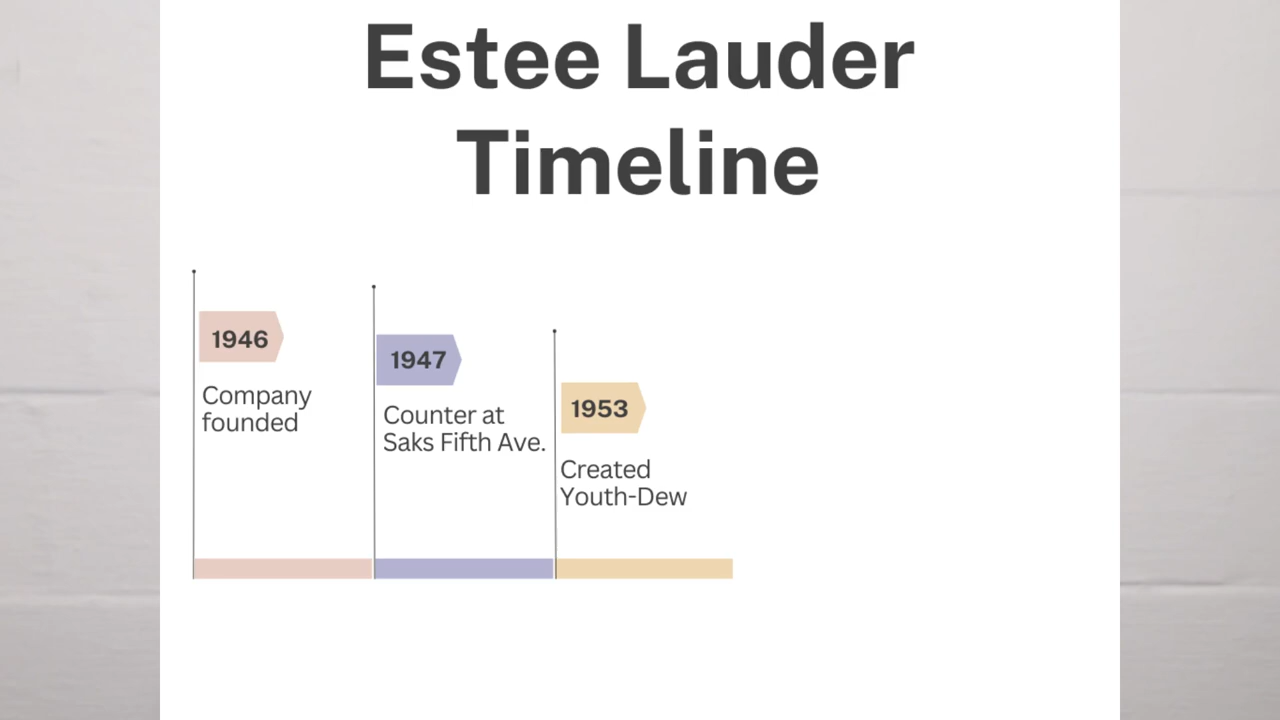 Estee Lauder
Timeline
1946
Company
founded
1947
Counter at
Saks Fifth Ave.
1953
Created
Youth-Dew